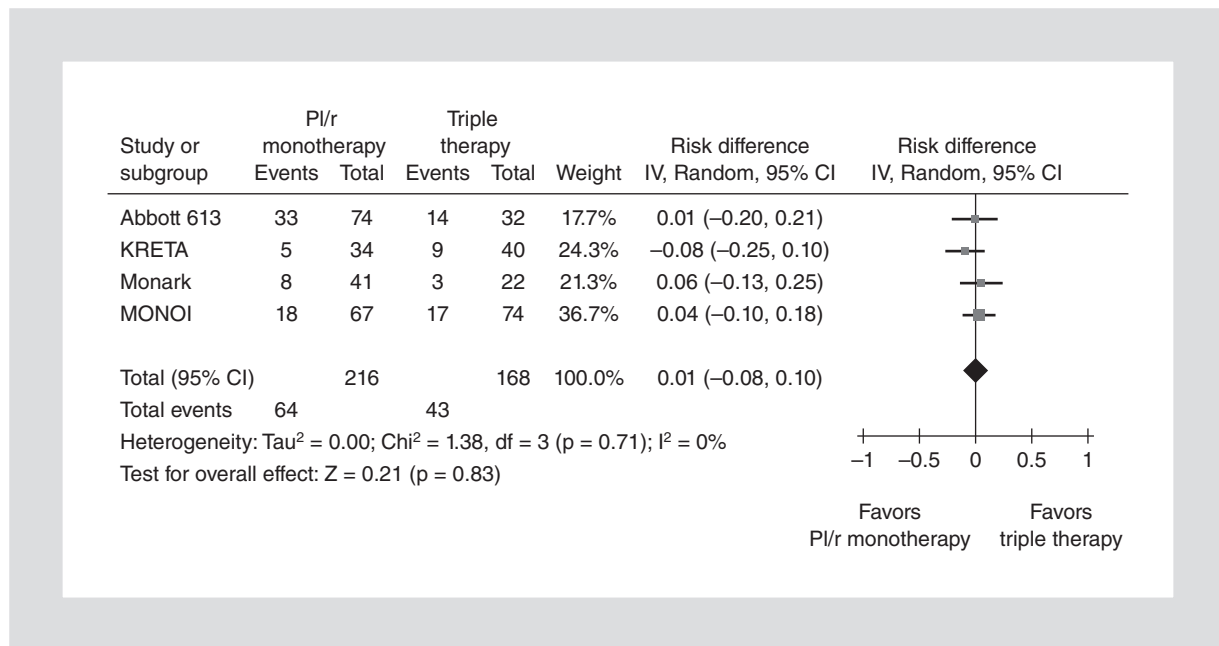 PI/r Triple
Study or monotherapy therapy Risk difference Risk difference
subgroup Events Total Events Total Weight IV, Random, 95% CI IV, Random, 95% CI
Abbott 613 33 74 14 32 17.7% 0.01 (–0.20, 0.21)
KRETA 5 34 9 40 24.3% –0.08 (–0.25, 0.10)
Monark 8 41 3 22 21.3% 0.06 (–0.13, 0.25)
MONOI 18 67 17 74 36.7% 0.04 (–0.10, 0.18)
Total (95% CI) 216 168 100.0% 0.01 (–0.08, 0.10)
Total events 64 43
Heterogeneity: Tau² = 0.00; Chi² = 1.38, df = 3 (p = 0.71); I² = 0%
Test for overall effect: Z = 0.21 (p = 0.83)
–1 –0.5 0 0.5 1
Favors Favors
PI/r monotherapy triple therapy